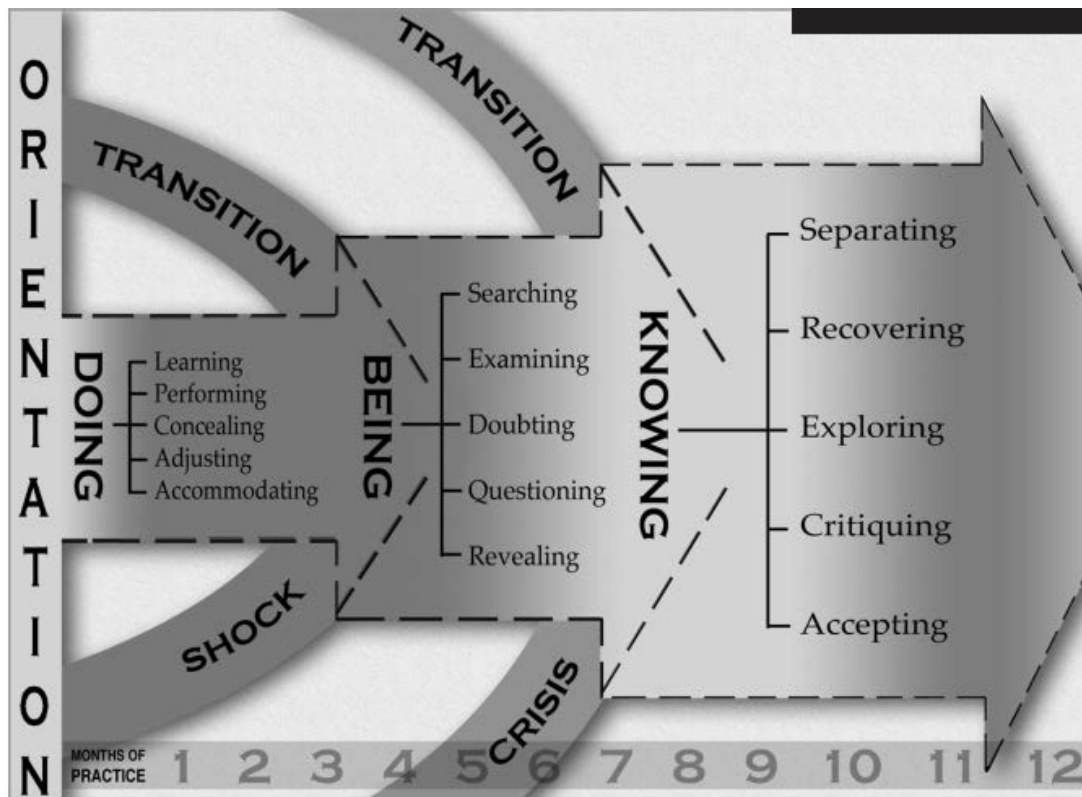 ORIENTATION
TRANSITION
SHOCK
TRANSITION
CRISIS
DOING
Learning
Performing
Concealing
Adjusting
Accommodating
BEING
Searching
Examining
Doubting
Questioning
Revealing
KNOWING
Separating
Recovering
Exploring
Critiquing
Accepting
MONTHS OF
PRACTICE 1 2 3 4 5 6 7 8 9 10 11 12